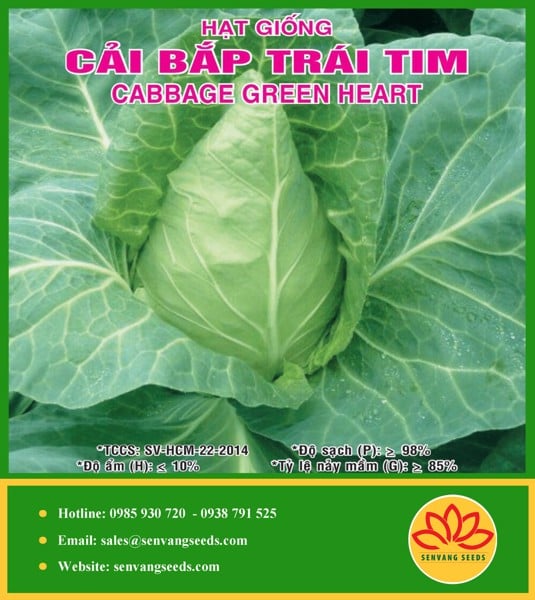 HẠT GIỐNG
CẢI BẮP TRÁI TIM
CABBAGE GREEN HEART
*TCCS: SV-HCM-22-2014 *Độ sạch (P): ≥ 98%
*Độ ẩm (H): ≤ 10% *Tỷ lệ nảy mầm (G): ≥ 85%
Hotline: 0985 930 720 - 0938 791 525
Email: sales@senvangseeds.com
Website: senvangseeds.com
SENVANG SEEDS